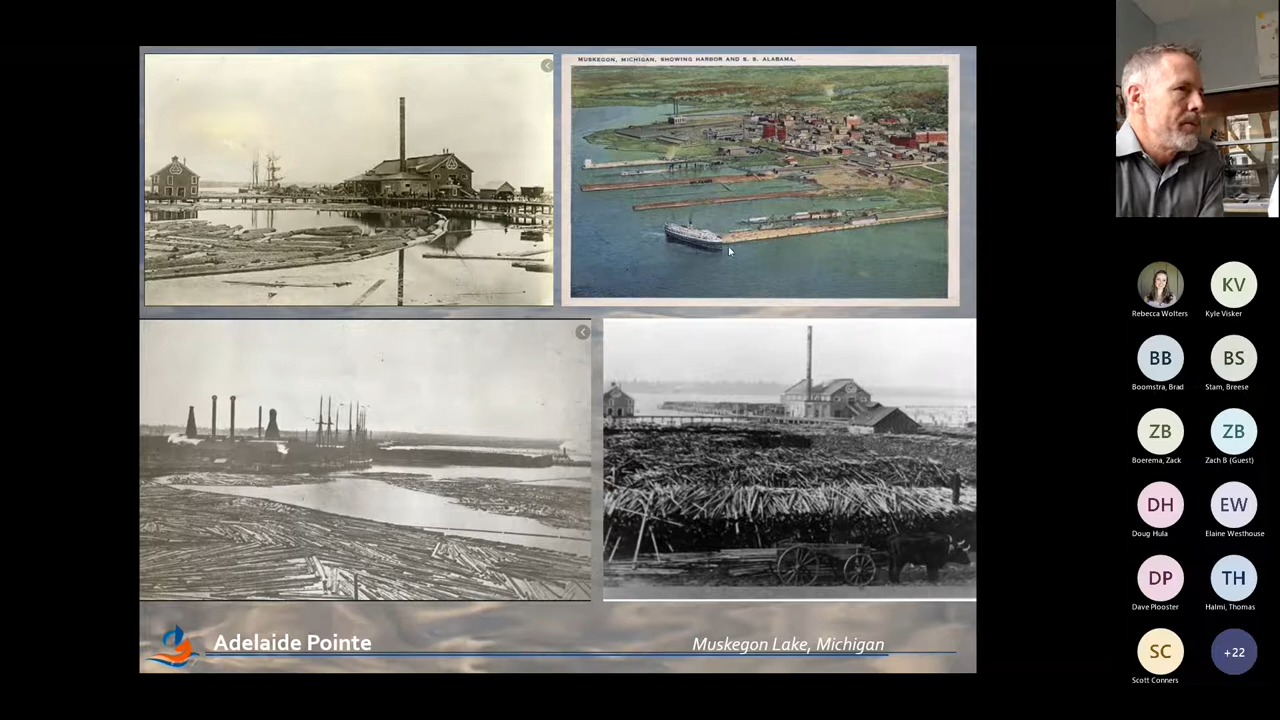 MUSKEGON, MICHIGAN, SHOWING HARBOR AND S. S. ALABAMA.
Adelaide Pointe
Muskegon Lake, Michigan
Rebecca Wolters
KV
Kyle Visker
BB
Boomstra, Brad
BS
Stam, Breese
ZB
Boerema, Zack
ZB
Zach B (Guest)
DH
Doug Hula
EW
Elaine Westhouse
DP
Dave Plooster
TH
Halmi, Thomas
SC
Scott Conners
+22